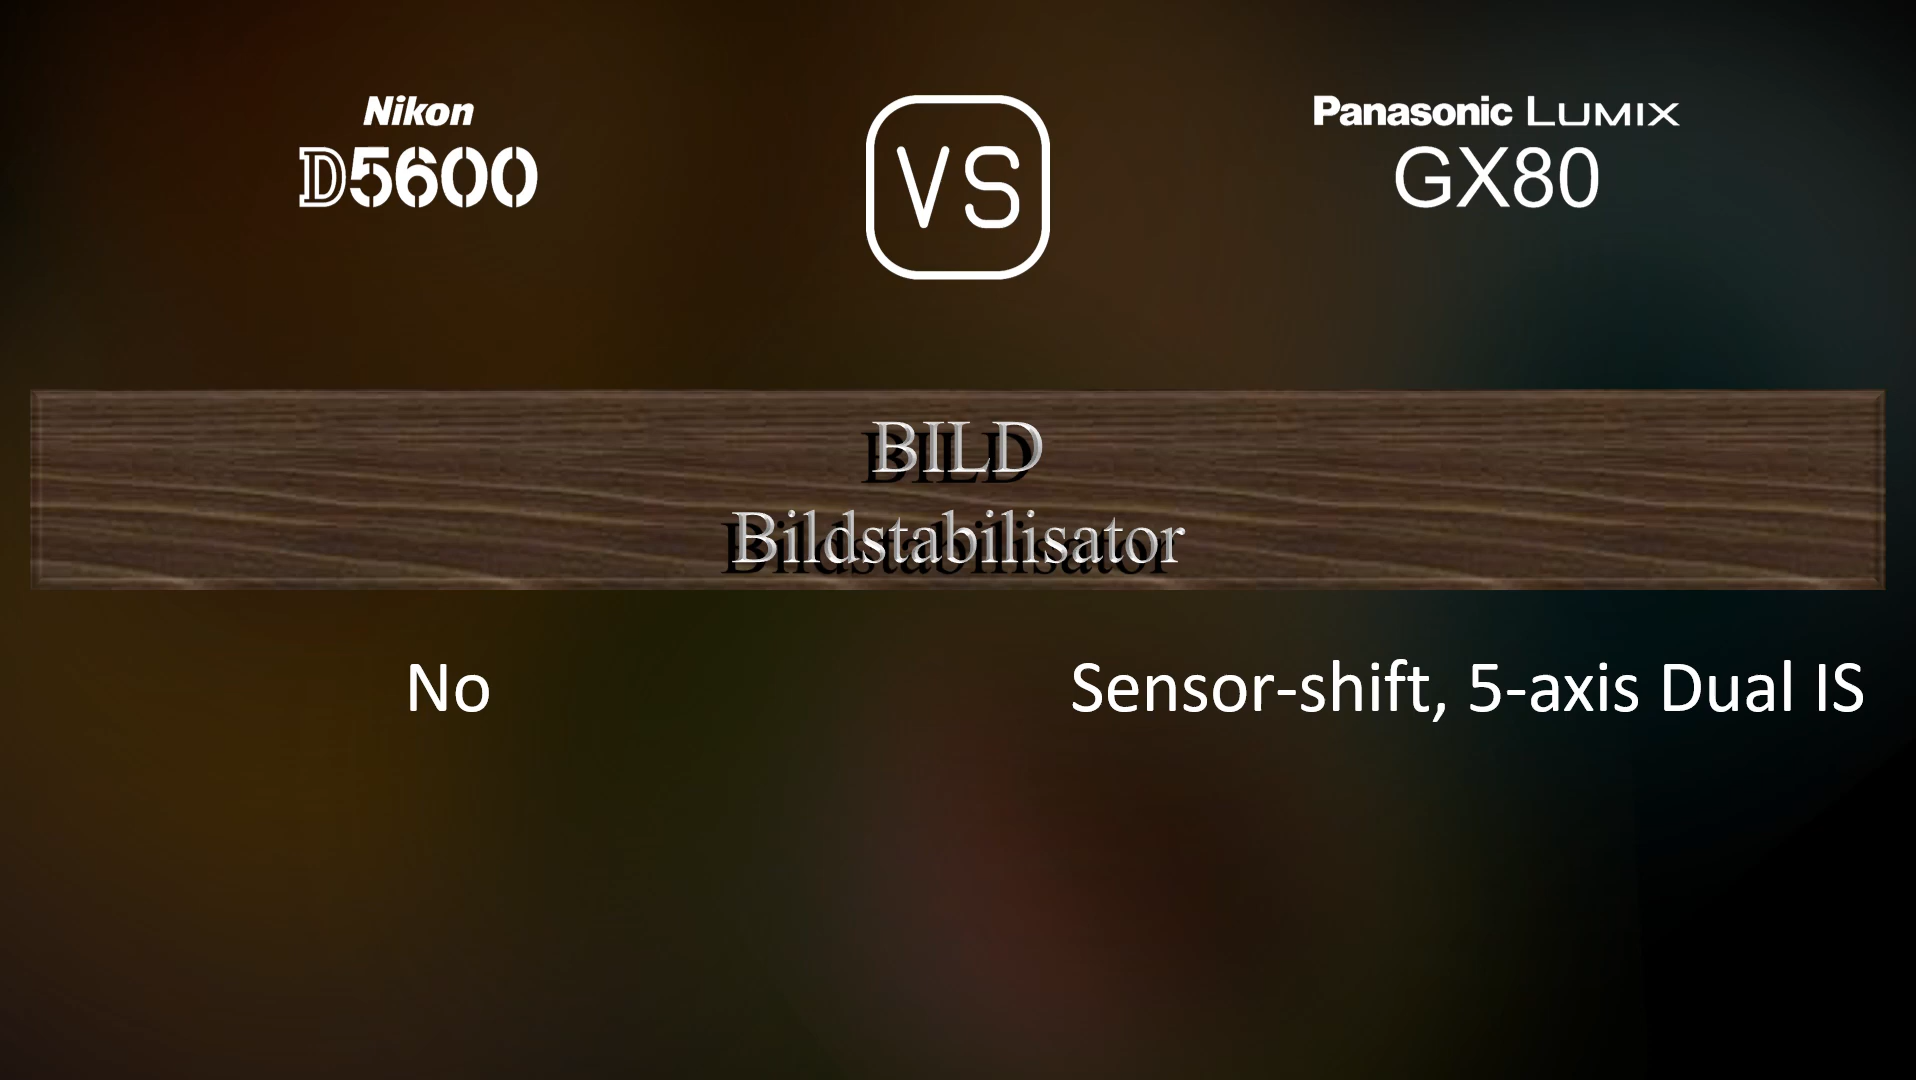 Nikon
D5600
VS
Panasonic LUMIX
GX80
BILD
Bildstabilisator
No
Sensor-shift, 5-axis Dual IS